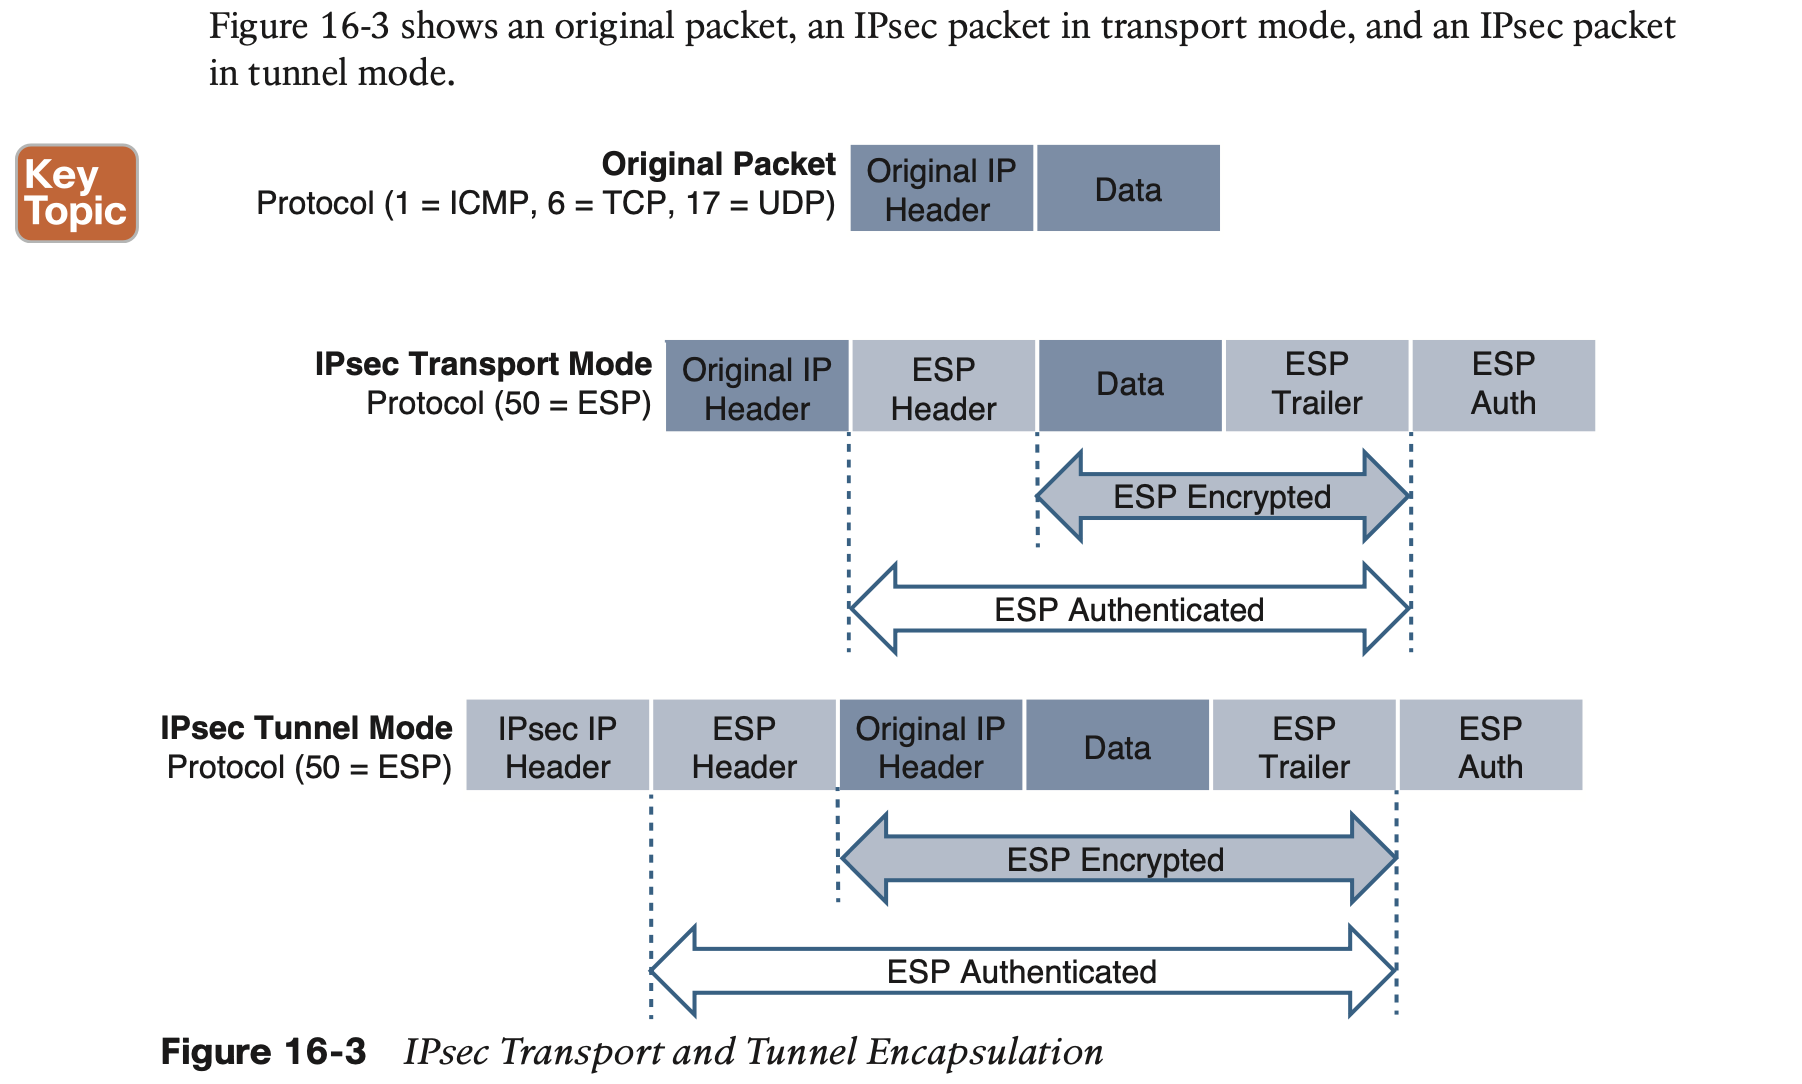 Figure 16-3 shows an original packet, an IPsec packet in transport mode, and an IPsec packet
in tunnel mode.
Key
Topic
Original Packet
Protocol (1 = ICMP, 6 = TCP, 17 = UDP)
Original IP
Header
Data
IPsec Transport Mode
Protocol (50 = ESP)
Original IP
Header
ESP
Header
Data
ESP
Trailer
ESP
Auth
ESP Encrypted
ESP Authenticated
IPsec Tunnel Mode
Protocol (50 = ESP)
IPsec IP
Header
ESP
Header
Original IP
Header
Data
ESP
Trailer
ESP
Auth
ESP Encrypted
ESP Authenticated
Figure 16-3 IPsec Transport and Tunnel Encapsulation